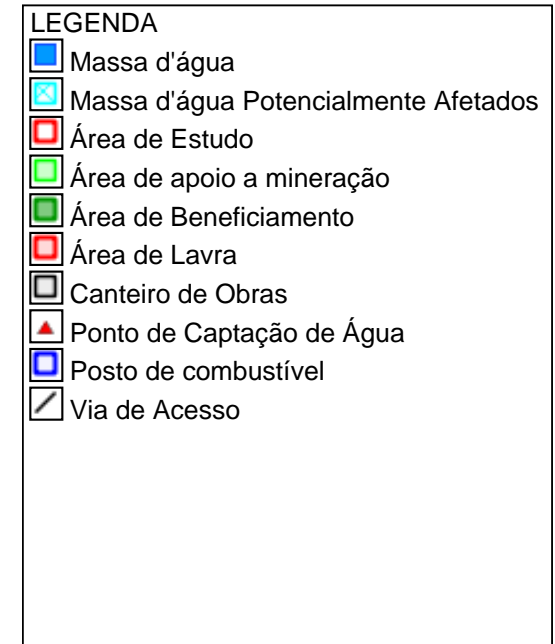 LEGENDA
Massa d'água
Massa d'água Potencialmente Afetados
Área de Estudo
Área de apoio a mineração
Área de Beneficiamento
Área de Lavra
Canteiro de Obras
Ponto de Captação de Água
Posto de combustível
Via de Acesso